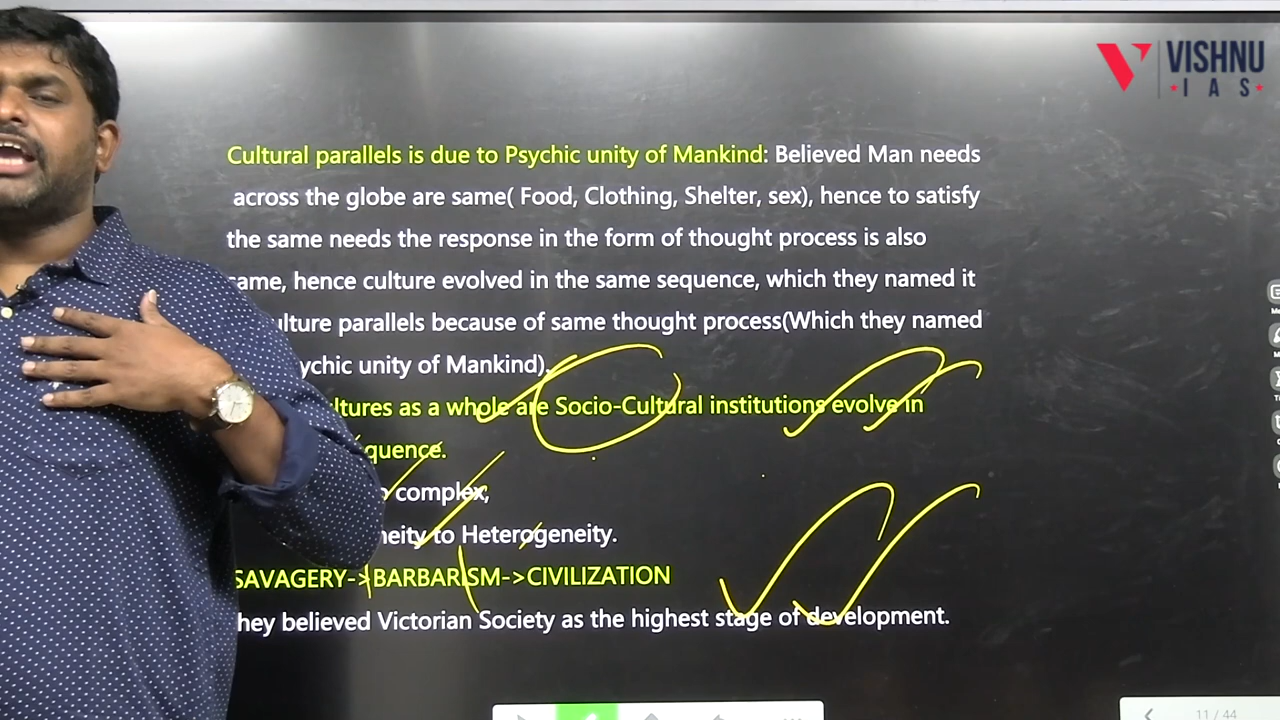 VISHNU
IAS
Cultural parallels is due to Psychic unity of Mankind: Believed Man needs
across the globe are same( Food, Clothing, Shelter, sex), hence to satisfy
the same needs the response in the form of thought process is also
ame, hence culture evolved in the same sequence, which they named it
ulture parallels because of same thought process(Which they named
ychic unity of Mankind).
ltures as a whole are Socio-Cultural institutions evolve in
quence.
complex,
neity to Heterogeneity.
SAVAGERY->BARBARISM->CIVILIZATION
hey believed Victorian Society as the highest stage of development.
11 / 44